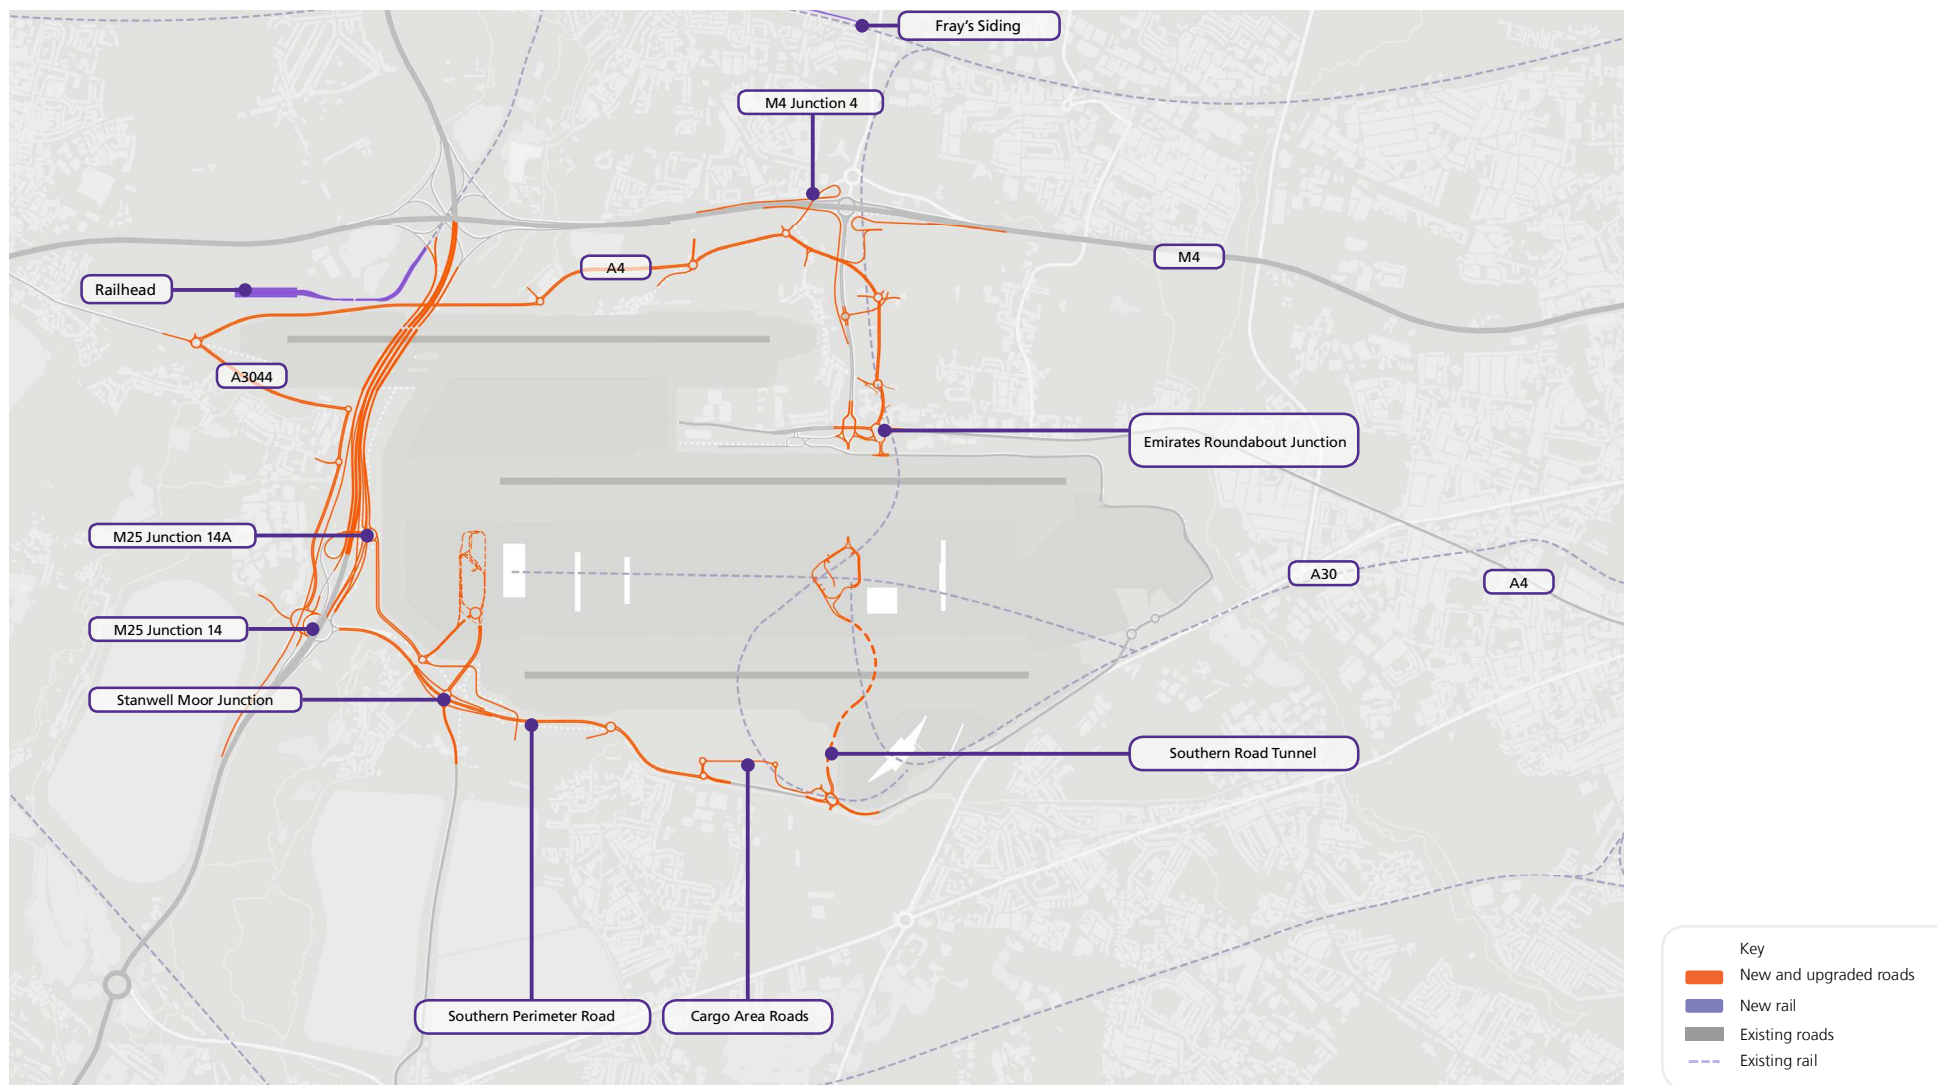 Fray's Siding
M4 Junction 4
M4
A4
Railhead
A3044
Emirates Roundabout Junction
M25 Junction 14A
A30
A4
M25 Junction 14
Stanwell Moor Junction
Southern Road Tunnel
Southern Perimeter Road
Cargo Area Roads
Key
New and upgraded roads
New rail
Existing roads
Existing rail